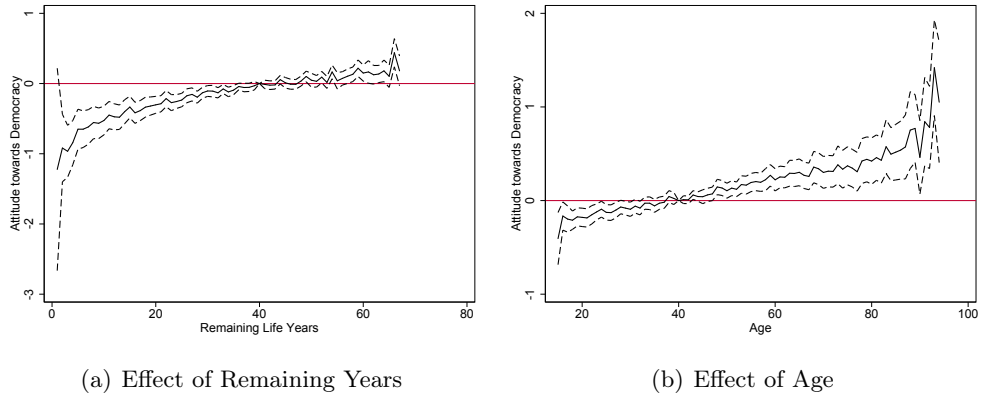 Attitude towards Democracy
1
0
-1
-2
-3
0 20 40 60 80
Remaining Life Years
(a) Effect of Remaining Years
Attitude towards Democracy
2
1
0
-1
20 40 60 80 100
Age
(b) Effect of Age